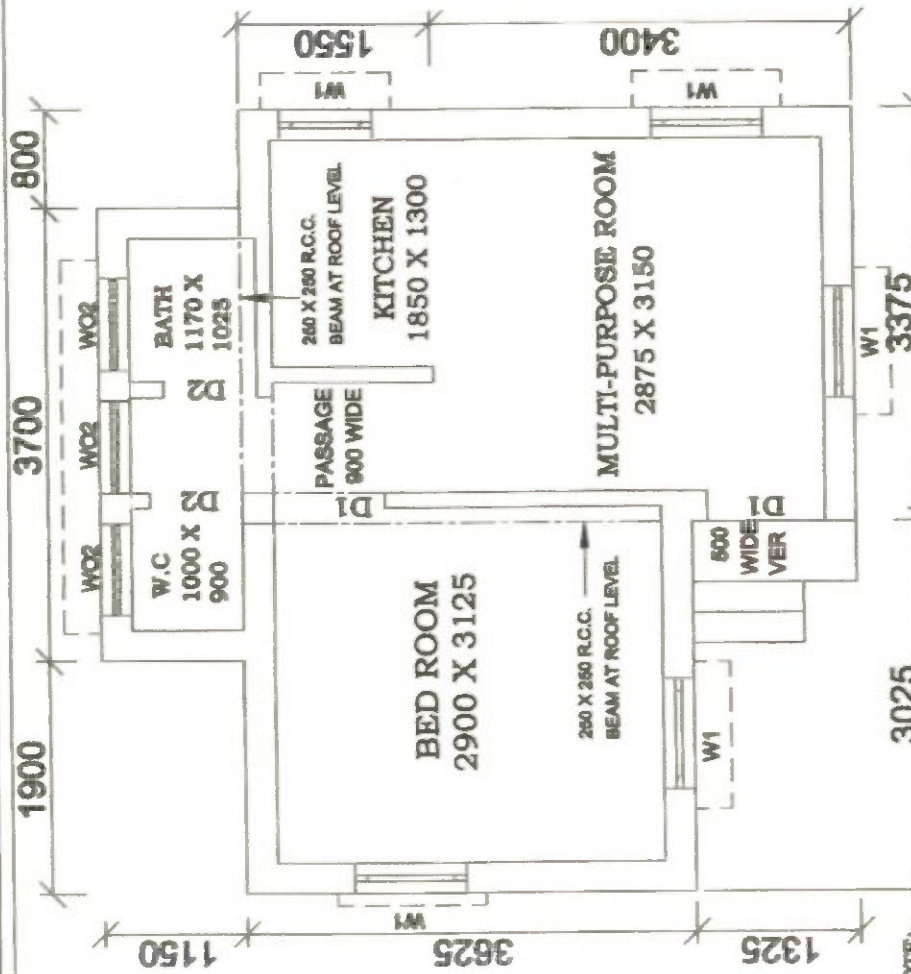 800
3700
1900
1550
3400
W1
W1
WO2
WO2
WO2
BATH
1170 X
1025
D2
D2
W.C
1000 X
900
250 X 250 R.C.C.
BEAM AT ROOF LEVEL
KITCHEN
1850 X 1300
PASSAGE
900 WIDE
D1
MULTI-PURPOSE ROOM
2875 X 3150
D1
W1
3375
BED ROOM
2900 X 3125
250 X 250 R.C.C.
BEAM AT ROOF LEVEL
WIDE
VER
W1
W1
3025
1150
3625
1325